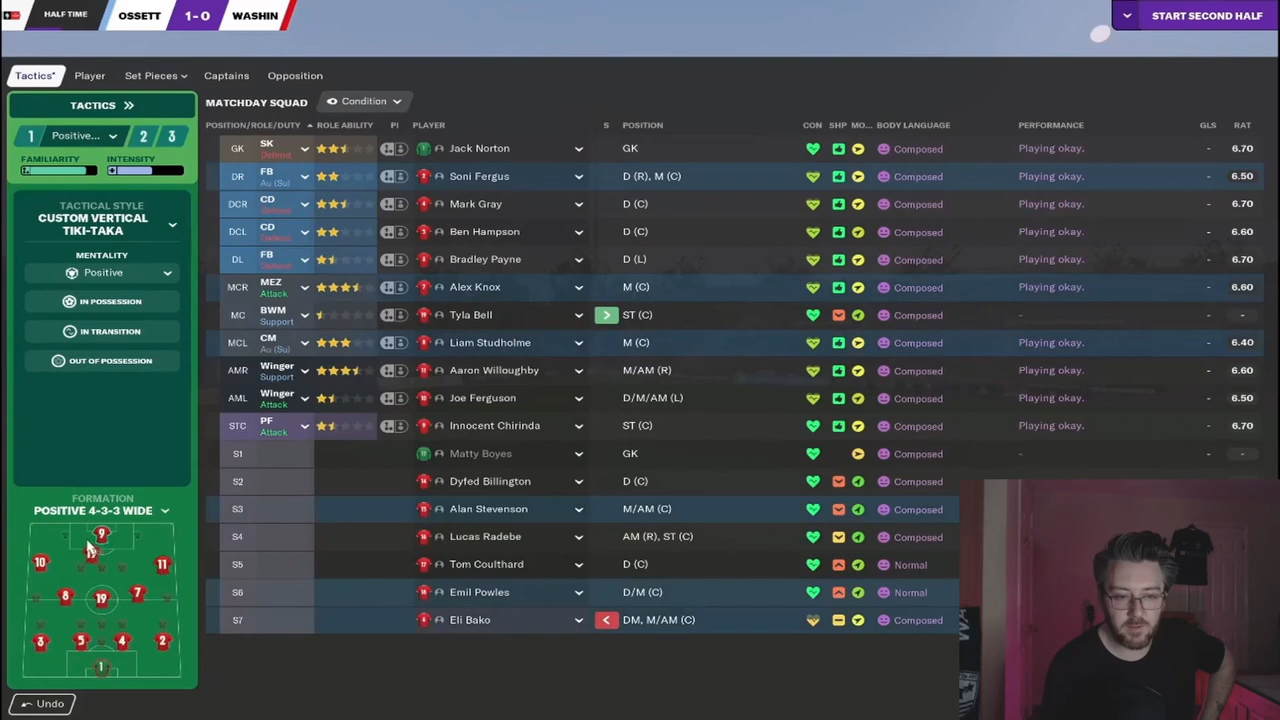 HALF TIME OSSETT 1-0 WASHIN START SECOND HALF
Tactics* Player Set Pieces Captains Opposition
TACTICS
MATCHDAY SQUAD Condition
1 Positive... 2 3
POSITION/ROLE/DUTY ROLE ABILITY PI PLAYER S POSITION CON SHP MO... BODY LANGUAGE PERFORMANCE GLS RAT
FAMILIARITY INTENSITY
GK SK Defend Jack Norton GK Composed Playing okay. - 6.70
DR FB Au (Su) Soni Fergus D (R), M (C) Composed Playing okay. - 6.50
DCR CD Defend Mark Gray D (C) Composed Playing okay. - 6.70
DCL CD Defend Ben Hampson D (C) Composed Playing okay. - 6.60
DL FB Defend Bradley Payne D (L) Composed Playing okay. - 6.70
MCR MEZ Attack Alex Knox M (C) Composed Playing okay. - 6.60
MC BWM Support Tyla Bell ST (C) Composed - - -
MCL CM Au (Su) Liam Studholme M (C) Composed Playing okay. - 6.40
AMR Winger Support Aaron Willoughby M/AM (R) Composed Playing okay. - 6.60
AML Winger Attack Joe Ferguson D/M/AM (L) Composed Playing okay. - 6.50
STC PF Attack Innocent Chirinda ST (C) Composed Playing okay. - 6.70
S1 Matty Boyes GK Composed - - -
S2 Dyfed Billington D (C) Composed
S3 Alan Stevenson M/AM (C) Composed
S4 Lucas Radebe AM (R), ST (C) Composed
S5 Tom Coulthard D (C) Normal
S6 Emil Powles D/M (C) Normal
S7 Eli Bako DM, M/AM (C) Composed
TACTICAL STYLE
CUSTOM VERTICAL
TIKI-TAKA
MENTALITY
Positive
IN POSSESSION
IN TRANSITION
OUT OF POSSESSION
FORMATION
POSITIVE 4-3-3 WIDE
9
10 11
8 19 7
3 5 4 2
1
Undo